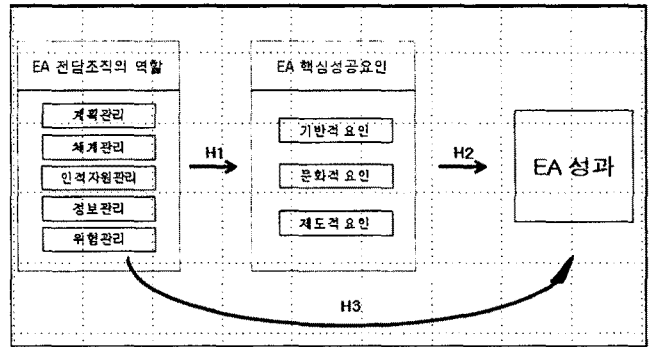 EA 전담조직의 역할
계획관리
체계관리
인적자원관리
정보관리
위험관리
H1
EA 핵심성공요인
기반적 요인
문화적 요인
제도적 요인
H2
EA 성과
H3